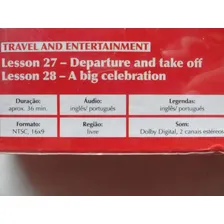 TRAVEL AND ENTERTAINMENT
Lesson 27 – Departure and take off
Lesson 28 – A big celebration
Duração:
aprox. 36 min
Áudio:
inglês/ português
Legendas:
inglês/ português
Formato:
NTSC, 16x9
Região:
livre
Som:
Dolby Digital, 2 canais estéreo